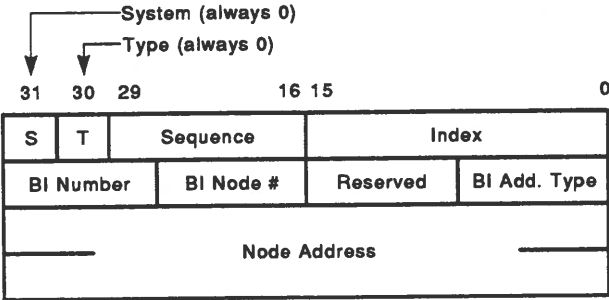 System (always 0)
Type (always 0)
31 30 29 16 15 0
S T Sequence Index
BI Number BI Node # Reserved BI Add. Type
Node Address